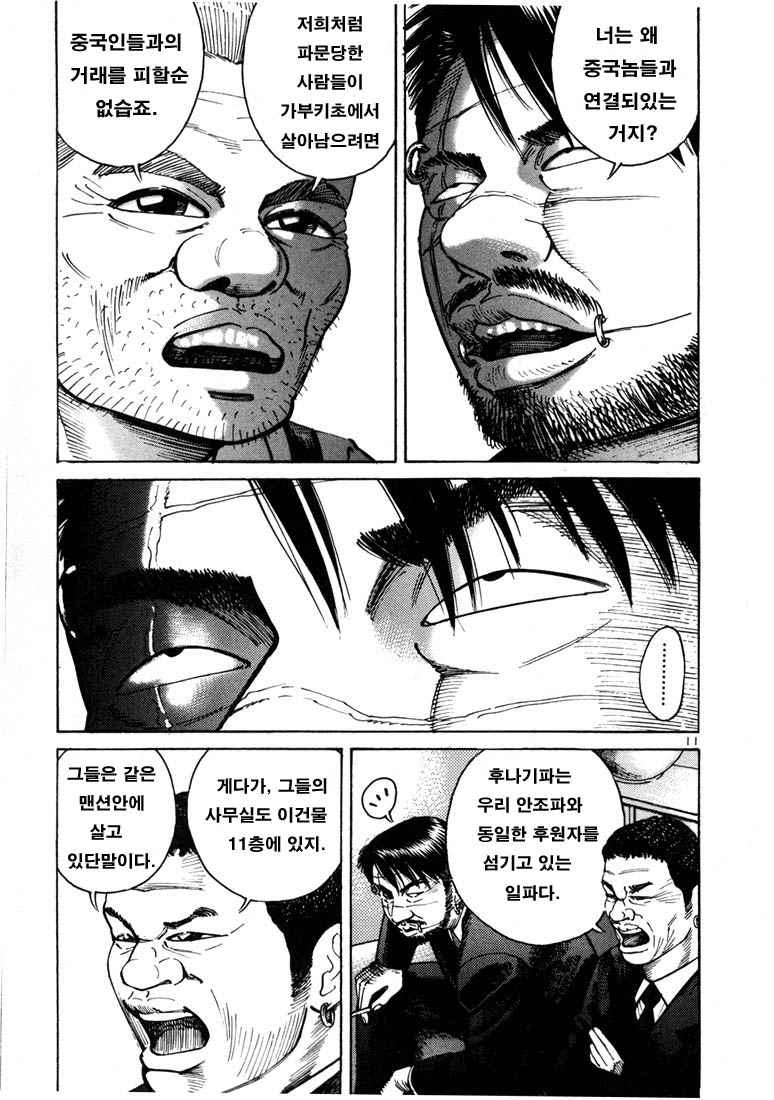 너는 왜
중국놈들과
연결되있는
거지?
저희처럼
파문당한
사람들이
가부키초에서
살아남으려면
중국인들과의
거래를 피할순
없습죠.
………
11
후나기파는
우리 안조파와
동일한 후원자를
섬기고 있는
일파다.
게다가, 그들의
사무실도 이건물
11층에 있지.
그들은 같은
맨션안에
살고
있단말이다.